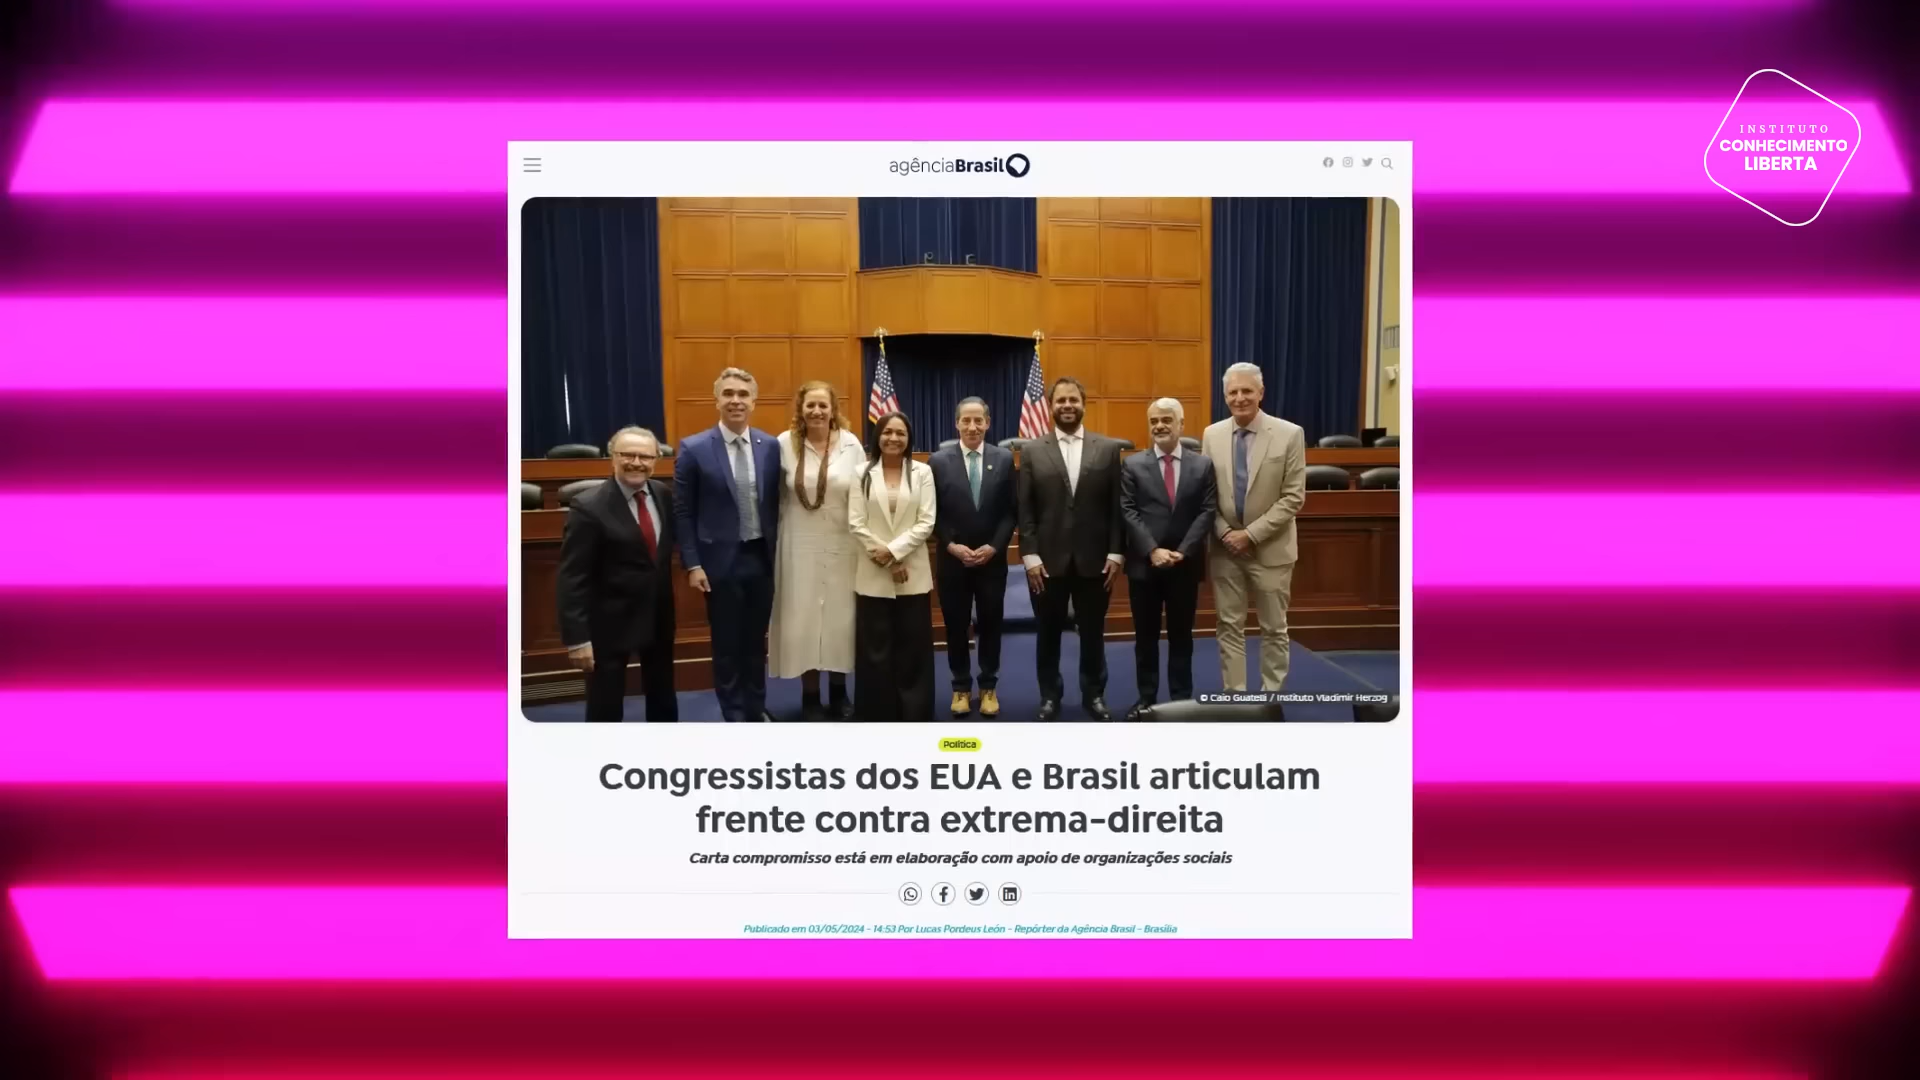 INSTITUTO
CONHECIMENTO
LIBERTA
agênciaBrasil
© Caio Guatelli / Instituto Vladimir Herzog
Política
Congressistas dos EUA e Brasil articulam
frente contra extrema-direita
Carta compromisso está em elaboração com apoio de organizações sociais
Publicado em 03/05/2024 - 14:53 Por Lucas Pordeus León - Repórter da Agência Brasil - Brasília